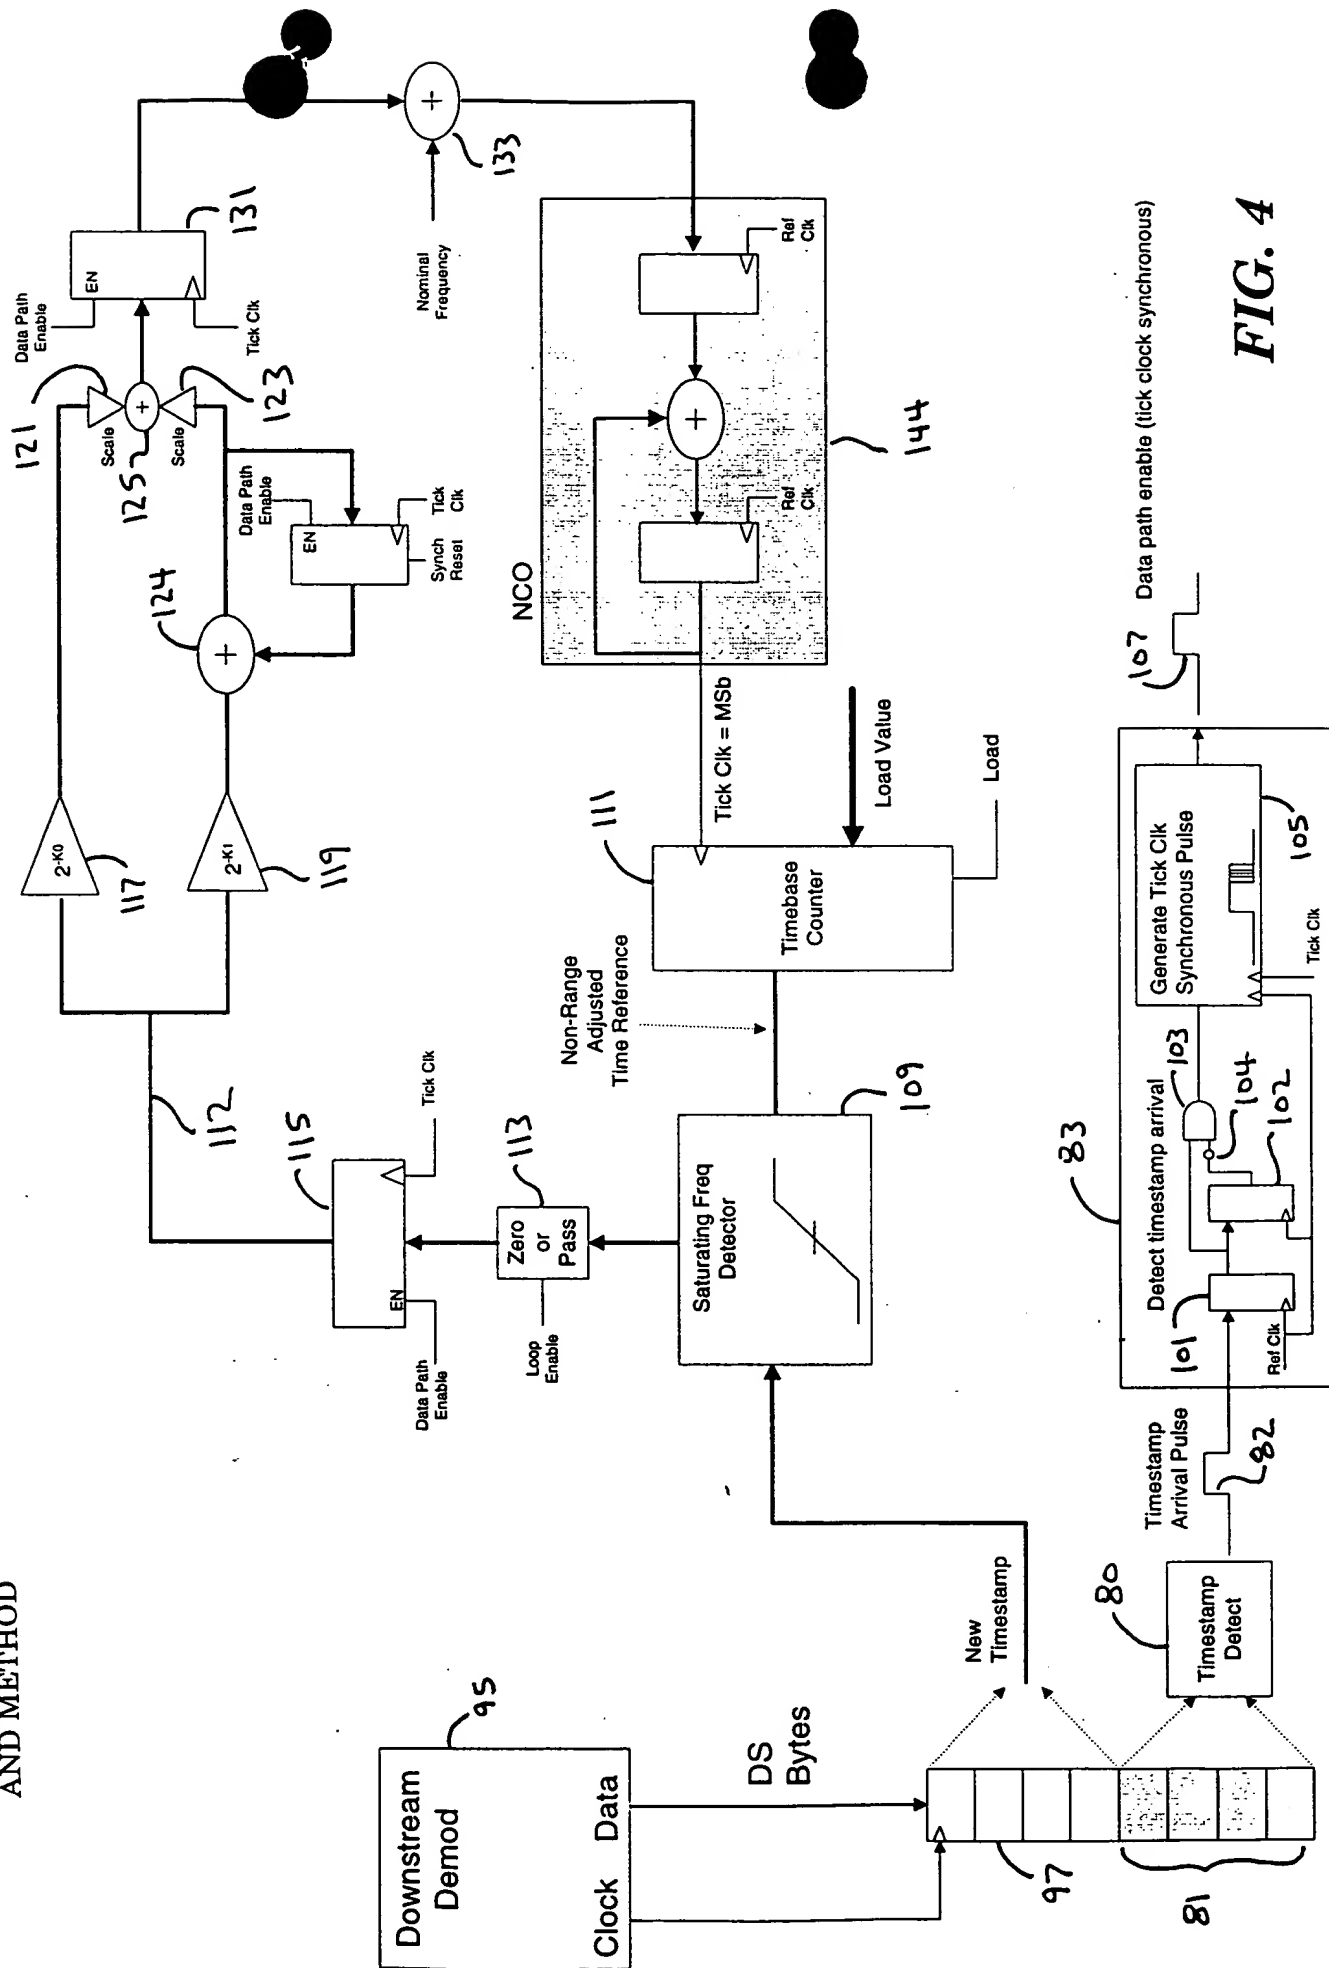 AND METHOD
121
Scale
125
Scale
123
Data Path
Enable
EN
131
Tick Clk
Nominal
Frequency
+
133
2-K0
117
2-K1
119
124
+
+
Data Path
Enable
EN
Tick
Clk
Synch
Reset
112
115
EN
Tick Clk
Data Path
Enable
113
Zero
or
Pass
Loop
Enable
Saturating Freq
Detector
109
Non-Range
Adjusted
Time Reference
111
Timebase
Counter
Tick Clk = MSb
Load Value
Load
NCO
+
Ref
Clk
Ref
Clk
144
95
Downstream
Demod
Clock Data
DS
Bytes
97
81
New
Timestamp
80
Timestamp
Detect
Timestamp
Arrival Pulse
82
83
Detect timestamp arrival
101
Ref Clk
102
104
103
Generate Tick Clk
Synchronous Pulse
105
Tick Clk
107
Data path enable (tick clock synchronous)
FIG. 4